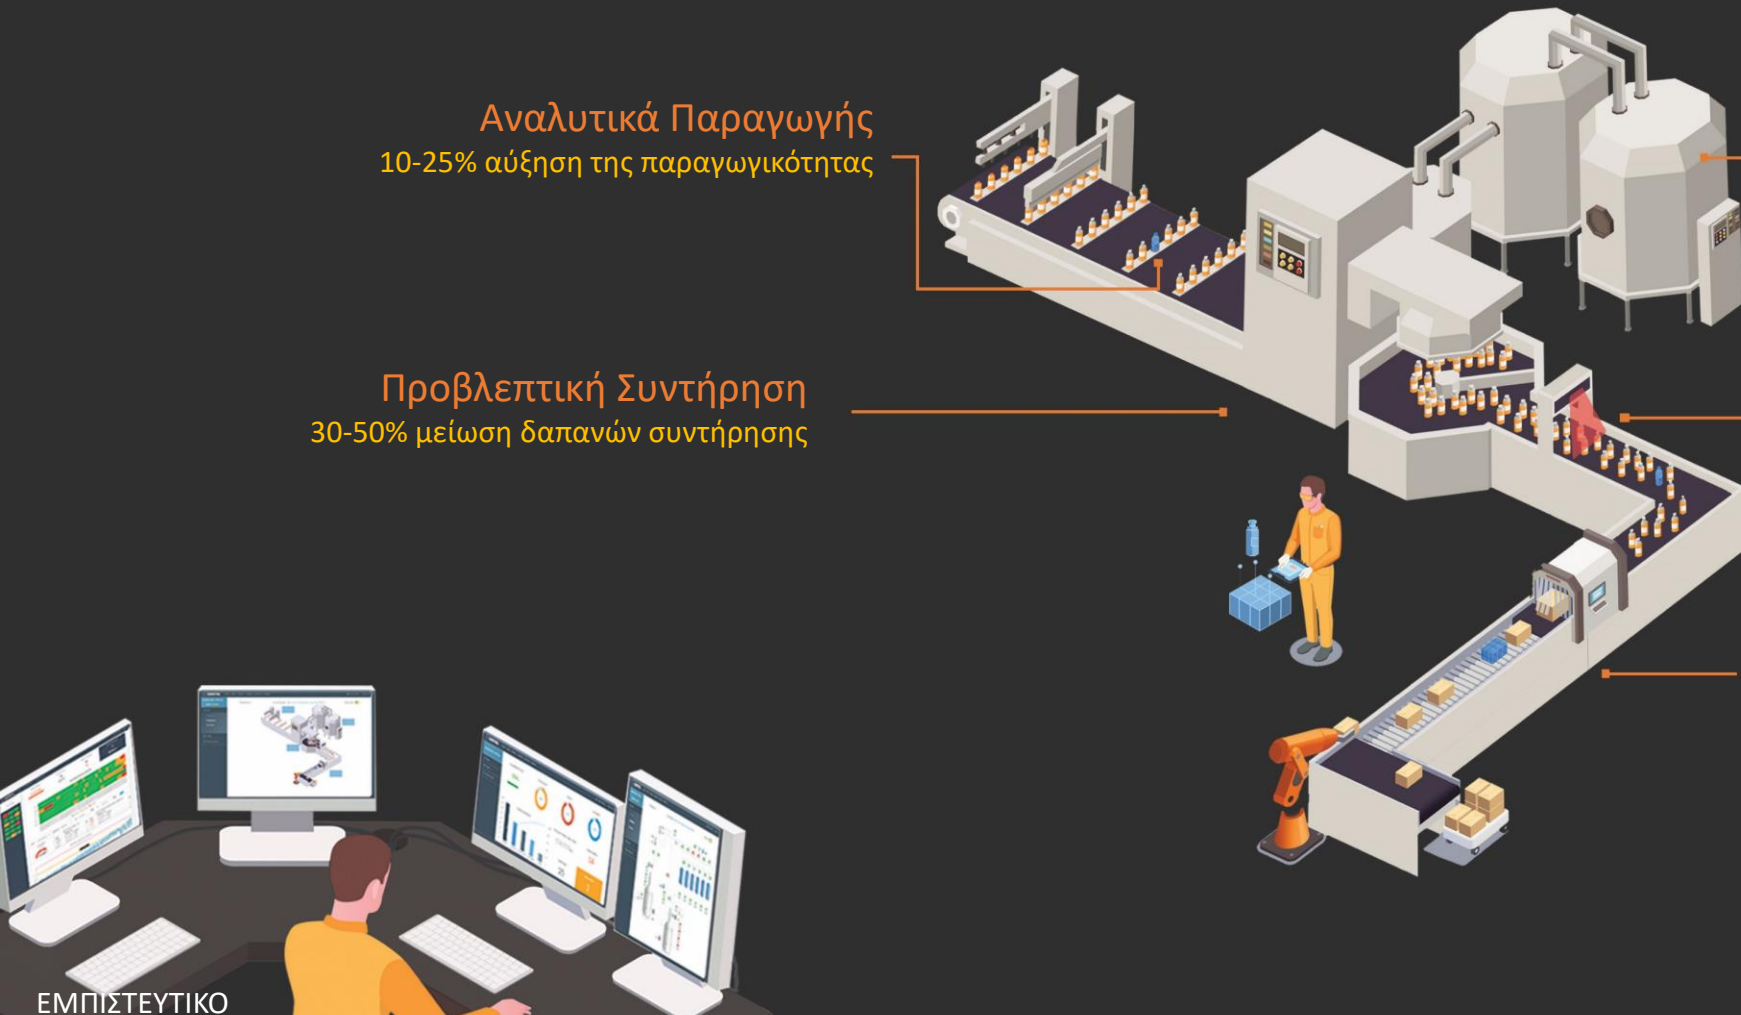 Αναλυτικά Παραγωγής
10-25% αύξηση της παραγωγικότητας
Προβλεπτική Συντήρηση
30-50% μείωση δαπανών συντήρησης
ΕΜΠΙΣΤΕΥΤΙΚΟ